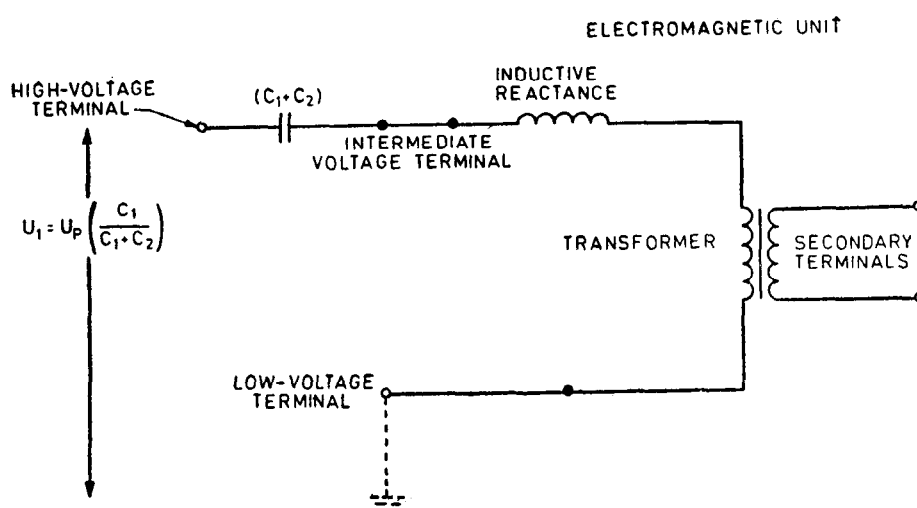 ELECTROMAGNETIC UNIT
HIGH-VOLTAGE
TERMINAL
(C₁+C₂)
INDUCTIVE
REACTANCE
INTERMEDIATE
VOLTAGE TERMINAL
U₁ = Uₚ (C₁ / C₁+C₂)
TRANSFORMER
SECONDARY
TERMINALS
LOW-VOLTAGE
TERMINAL